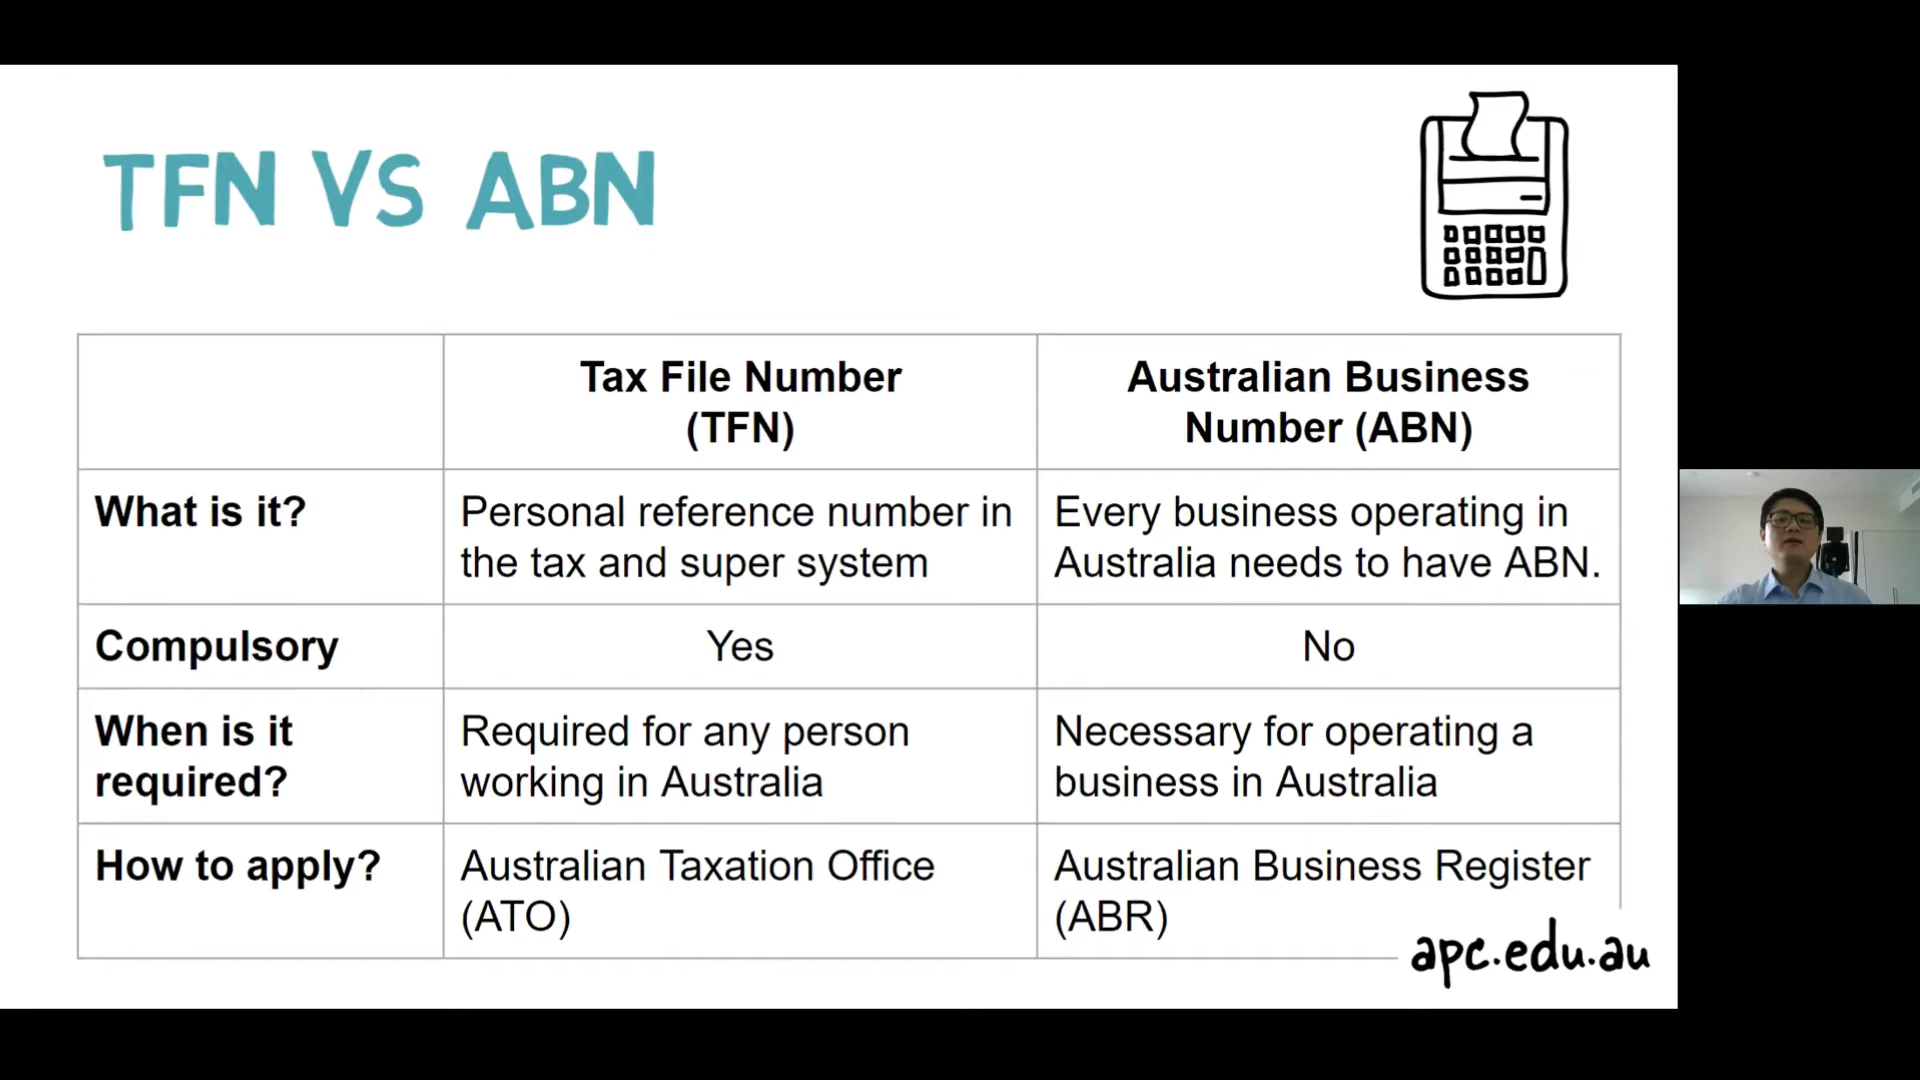 TFN VS ABN
Tax File Number
(TFN)
Australian Business
Number (ABN)
What is it?
Personal reference number in
the tax and super system
Every business operating in
Australia needs to have ABN.
Compulsory
Yes
No
When is it
required?
Required for any person
working in Australia
Necessary for operating a
business in Australia
How to apply?
Australian Taxation Office
(ATO)
Australian Business Register
(ABR)
apc.edu.au